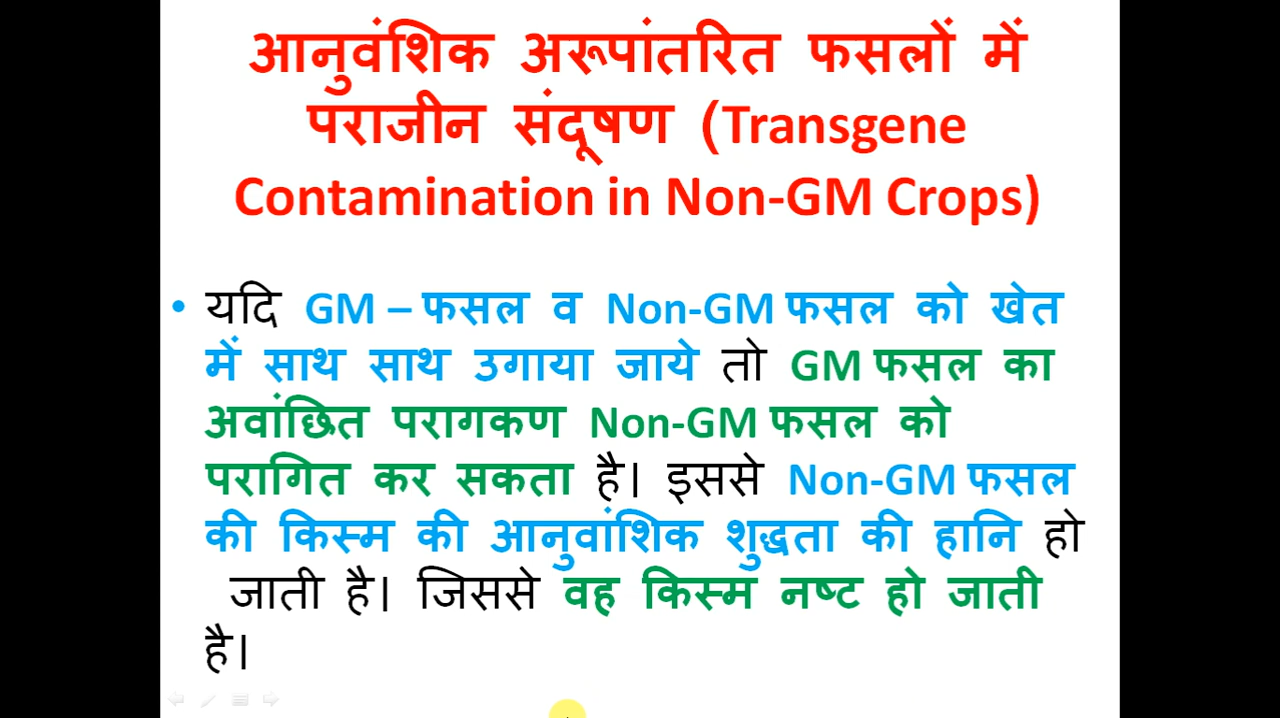 आनुवंशिक अरूपांतरित फसलों में
पराजीन संदूषण (Transgene
Contamination in Non-GM Crops)
• यदि GM – फसल व Non-GM फसल को खेत
में साथ साथ उगाया जाये तो GM फसल का
अवांछित परागकण Non-GM फसल को
परागित कर सकता है। इससे Non-GM फसल
की किस्म की आनुवांशिक शुद्धता की हानि हो
जाती है। जिससे वह किस्म नष्ट हो जाती
है।